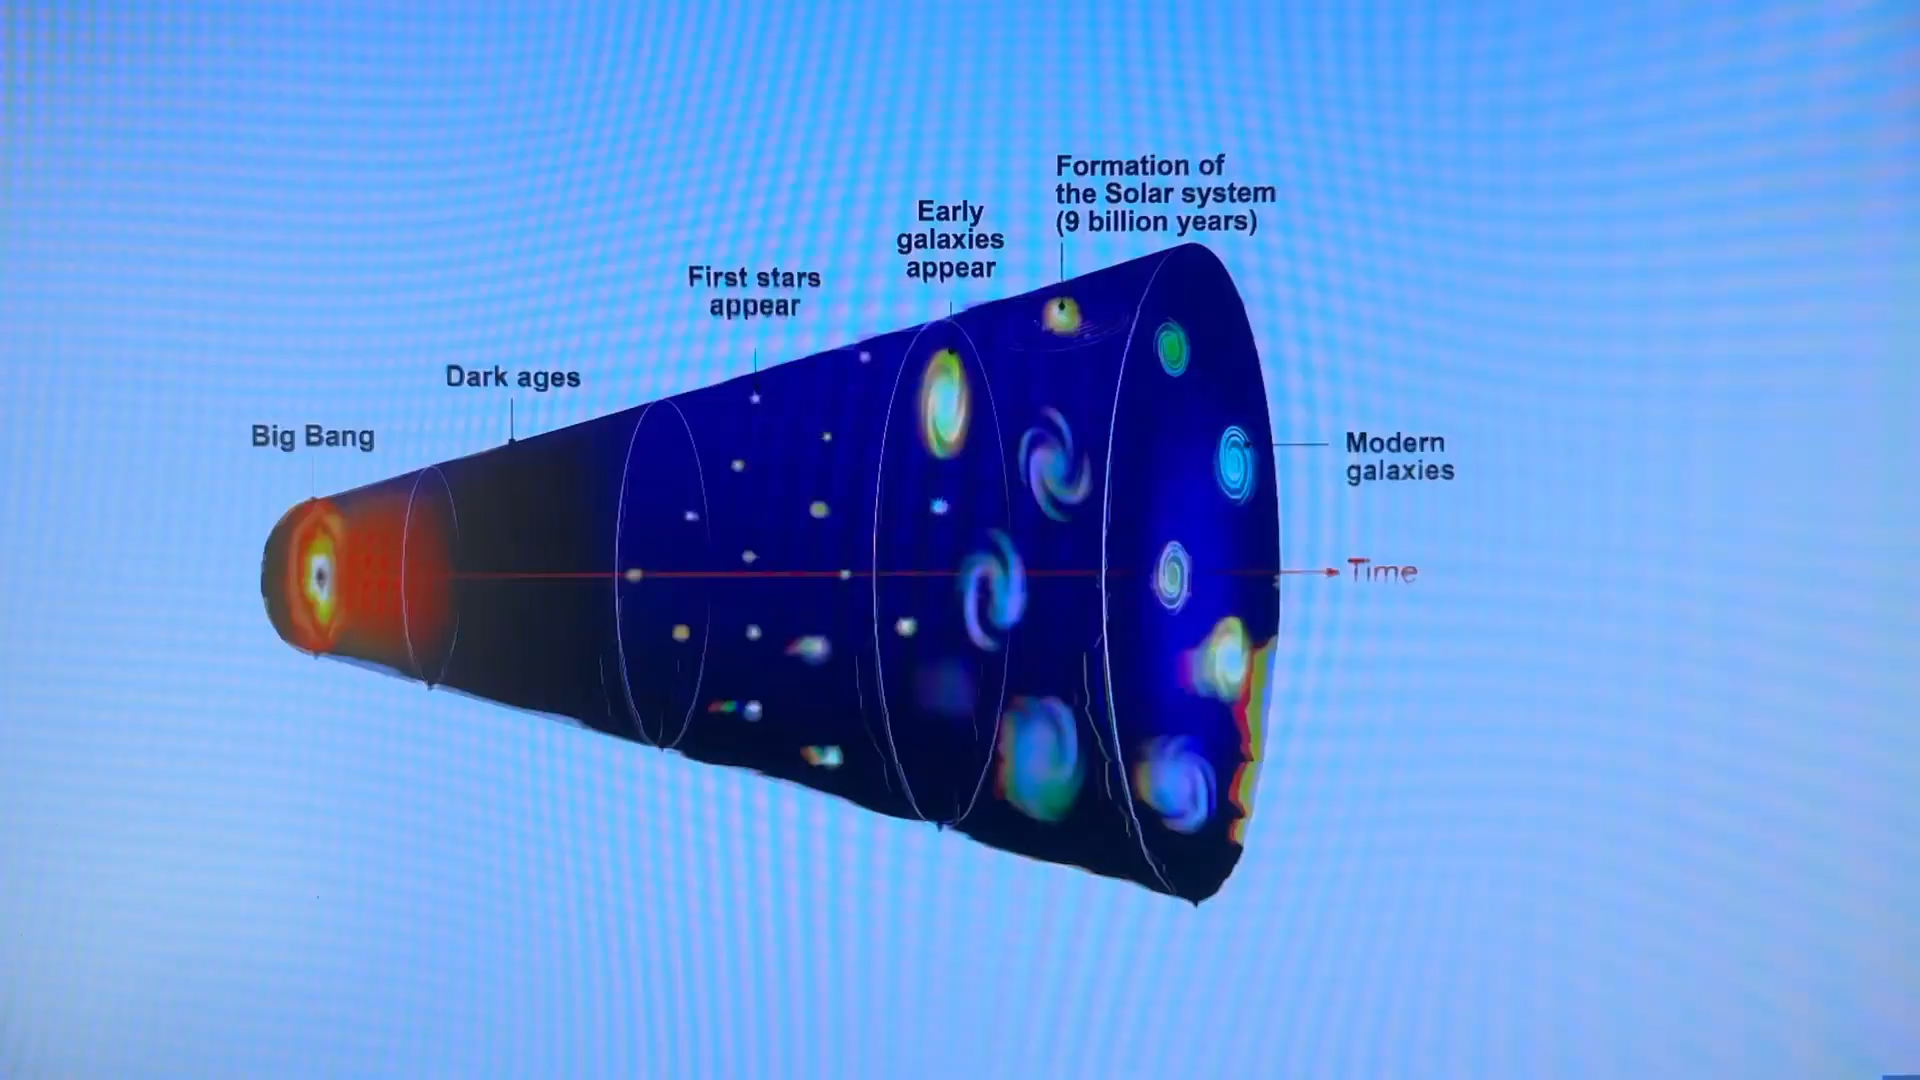 Formation of
the Solar system
(9 billion years)
Early
galaxies
appear
First stars
appear
Dark ages
Big Bang
Modern
galaxies
Time